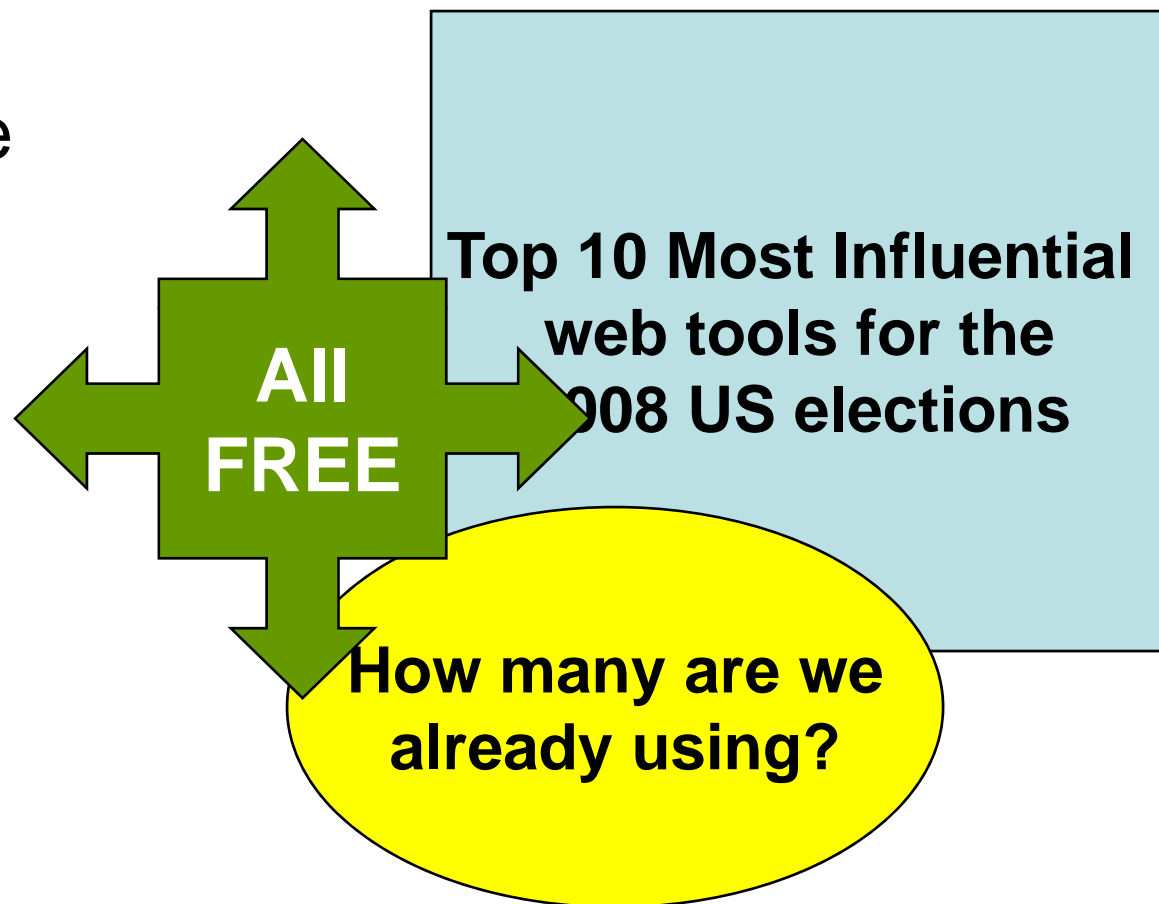 e
Top 10 Most Influential
web tools for the
008 US elections
All
FREE
How many are we
already using?